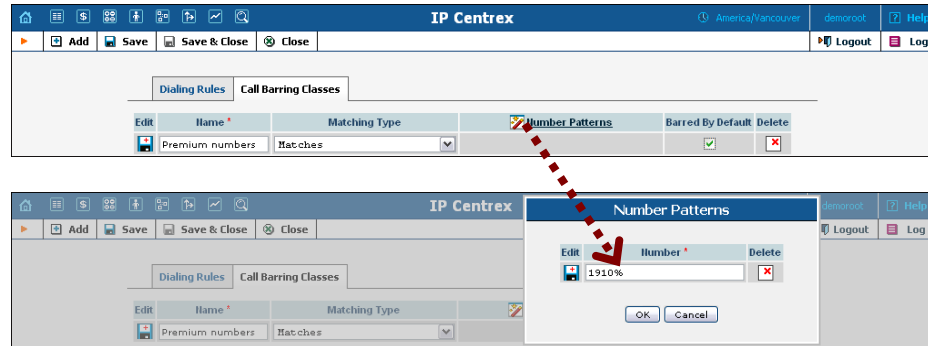 IP Centrex America/Vancouver demoroot ? Help
Add Save Save & Close Close Logout Log
Dialing Rules Call Barring Classes
Edit Name * Matching Type Number Patterns Barred By Default Delete
Premium numbers Matches
IP Centrex demoroot ? Help
Add Save Save & Close Close Logout Log
Dialing Rules Call Barring Classes
Edit Name * Matching Type
Premium numbers Matches
Number Patterns
Edit Number * Delete
1910%
OK Cancel